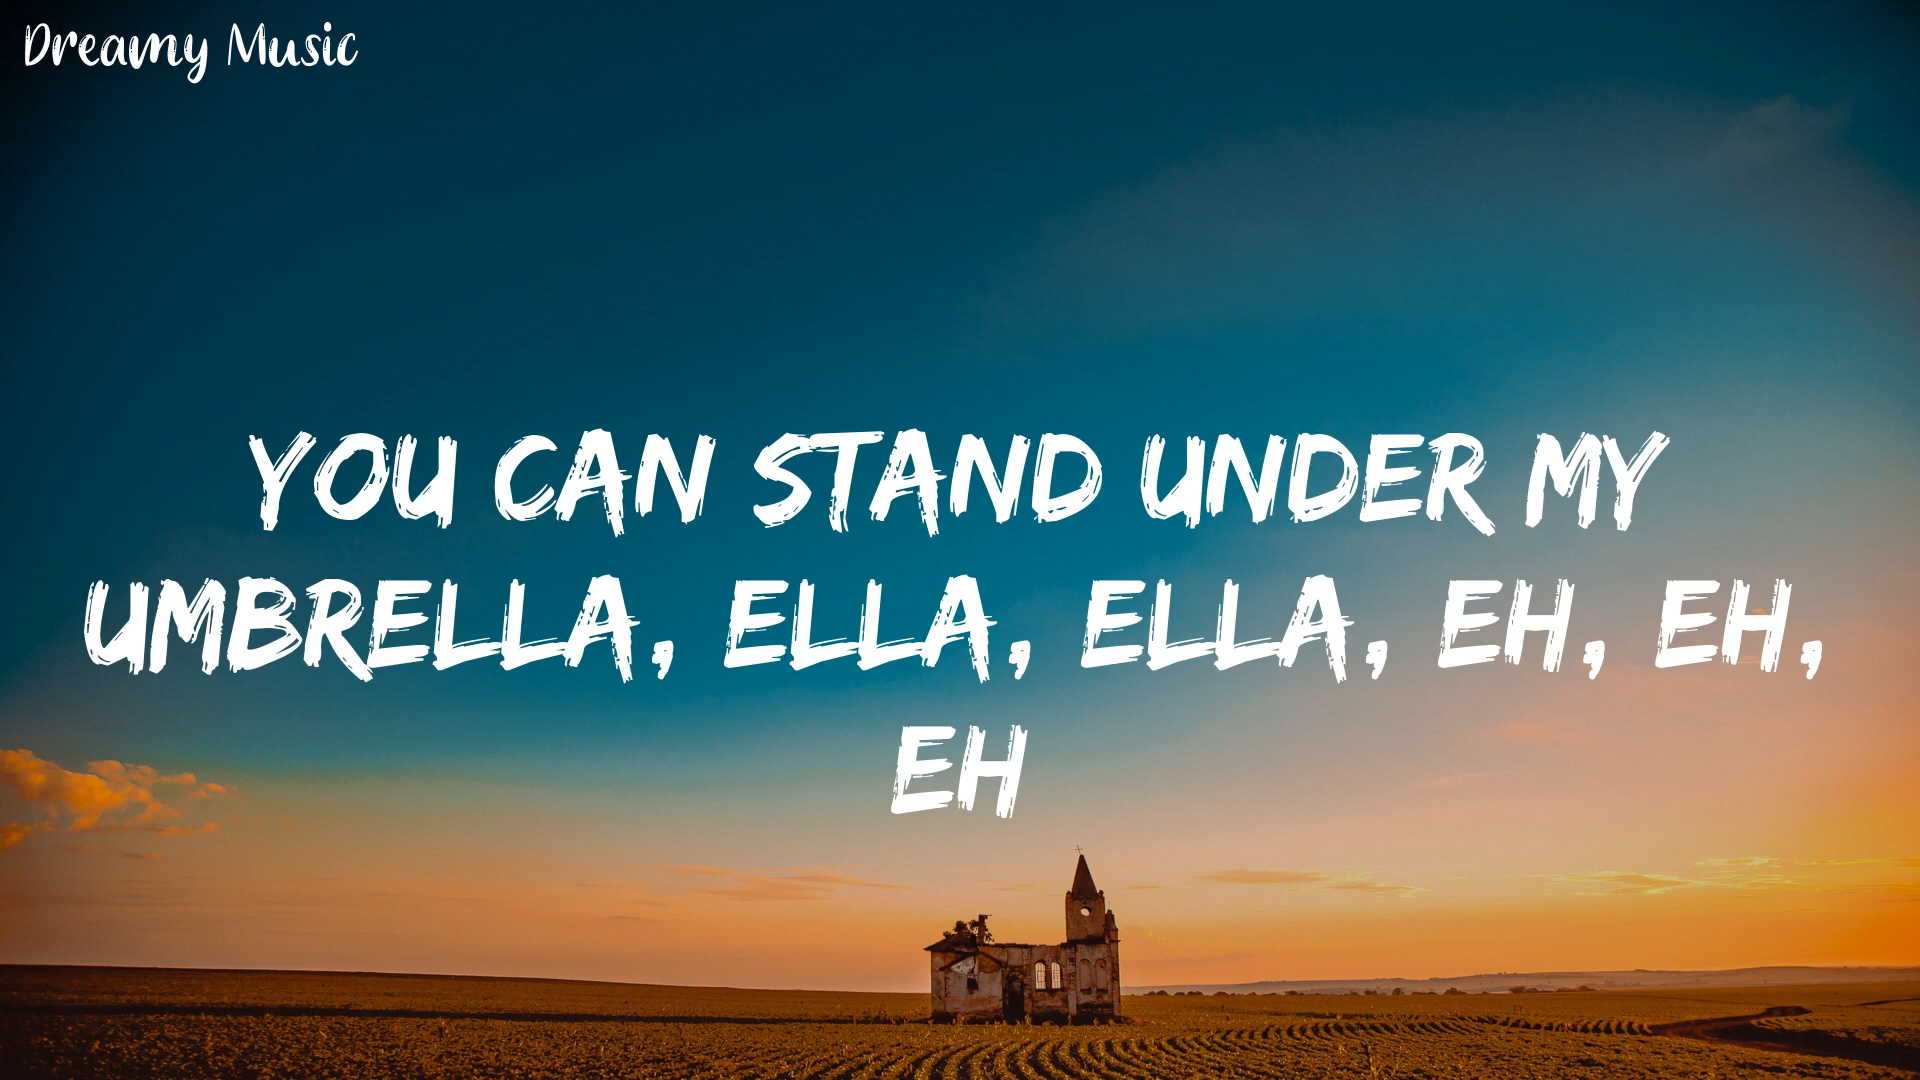 Dreamy Music
YOU CAN STAND UNDER MY
UMBRELLA, ELLA, ELLA, EH, EH,
EH